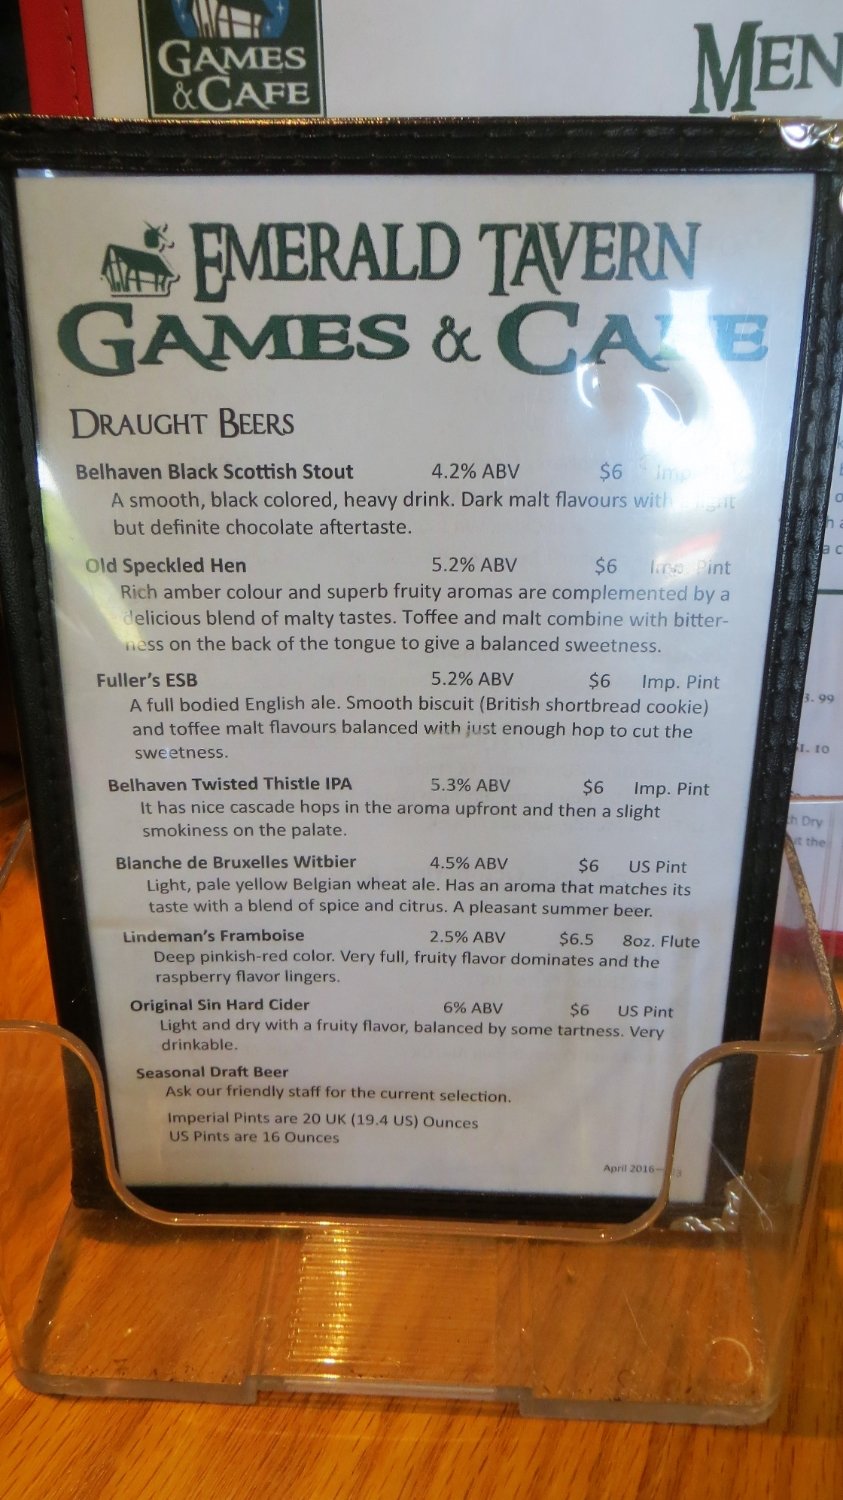 GAMES
& CAFE
MEN
EMERALD TAVERN
GAMES & CAFE
DRAUGHT BEERS
Belhaven Black Scottish Stout 4.2% ABV $6 Imp.
A smooth, black colored, heavy drink. Dark malt flavours with
but definite chocolate aftertaste.
Old Speckled Hen 5.2% ABV $6 Imp. Pint
Rich amber colour and superb fruity aromas are complemented by a
delicious blend of malty tastes. Toffee and malt combine with bitter-
ness on the back of the tongue to give a balanced sweetness.
Fuller's ESB 5.2% ABV $6 Imp. Pint
A full bodied English ale. Smooth biscuit (British shortbread cookie)
and toffee malt flavours balanced with just enough hop to cut the
sweetness.
Belhaven Twisted Thistle IPA 5.3% ABV $6 Imp. Pint
It has nice cascade hops in the aroma upfront and then a slight
smokiness on the palate.
Blanche de Bruxelles Witbier 4.5% ABV $6 US Pint
Light, pale yellow Belgian wheat ale. Has an aroma that matches its
taste with a blend of spice and citrus. A pleasant summer beer.
Lindeman's Framboise 2.5% ABV $6.5 8oz. Flute
Deep pinkish-red color. Very full, fruity flavor dominates and the
raspberry flavor lingers.
Original Sin Hard Cider 6% ABV $6 US Pint
Light and dry with a fruity flavor, balanced by some tartness. Very
drinkable.
Seasonal Draft Beer
Ask our friendly staff for the current selection.
Imperial Pints are 20 UK (19.4 US) Ounces
US Pints are 16 Ounces
April 2016
. 99
. 10
Dry
the